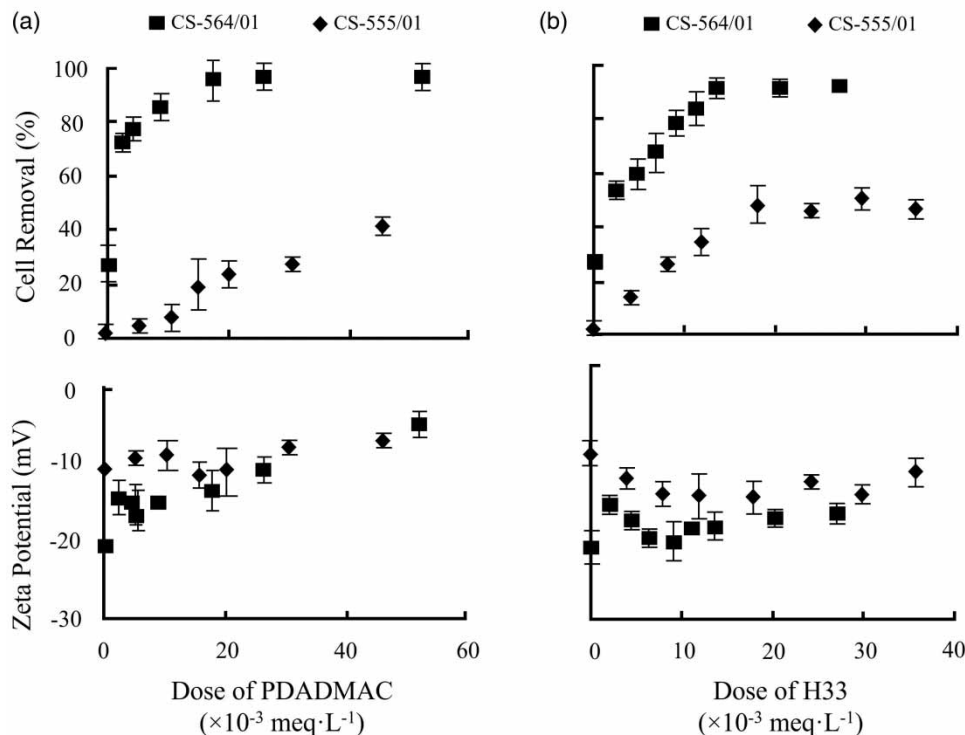 (a) ■ CS-564/01 ◆ CS-555/01
(b) ■ CS-564/01 ◆ CS-555/01
Cell Removal (%)
100
80
60
40
20
0
Zeta Potential (mV)
0
-10
-20
-30
0 20 40 60
Dose of PDADMAC
(×10⁻³ meq·L⁻¹)
0 10 20 30 40
Dose of H33
(×10⁻³ meq·L⁻¹)